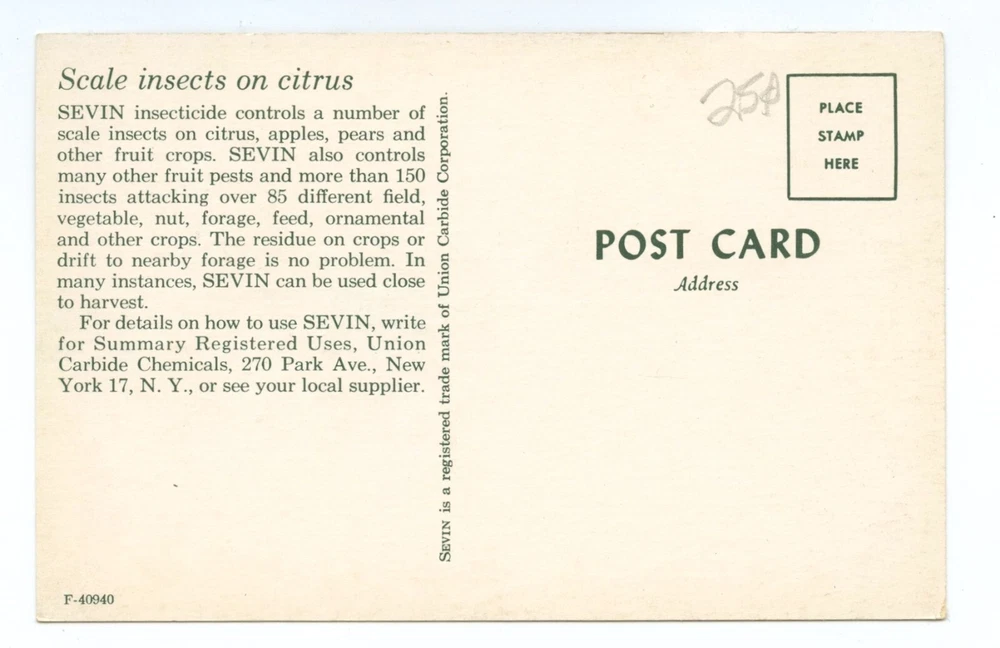 Scale insects on citrus
SEVIN insecticide controls a number of
scale insects on citrus, apples, pears and
other fruit crops. SEVIN also controls
many other fruit pests and more than 150
insects attacking over 85 different field,
vegetable, nut, forage, feed, ornamental
and other crops. The residue on crops or
drift to nearby forage is no problem. In
many instances, SEVIN can be used close
to harvest.
For details on how to use SEVIN, write
for Summary Registered Uses, Union
Carbide Chemicals, 270 Park Ave., New
York 17, N. Y., or see your local supplier.
F-40940
SEVIN is a registered trade mark of Union Carbide Corporation.
25¢
PLACE
STAMP
HERE
POST CARD
Address